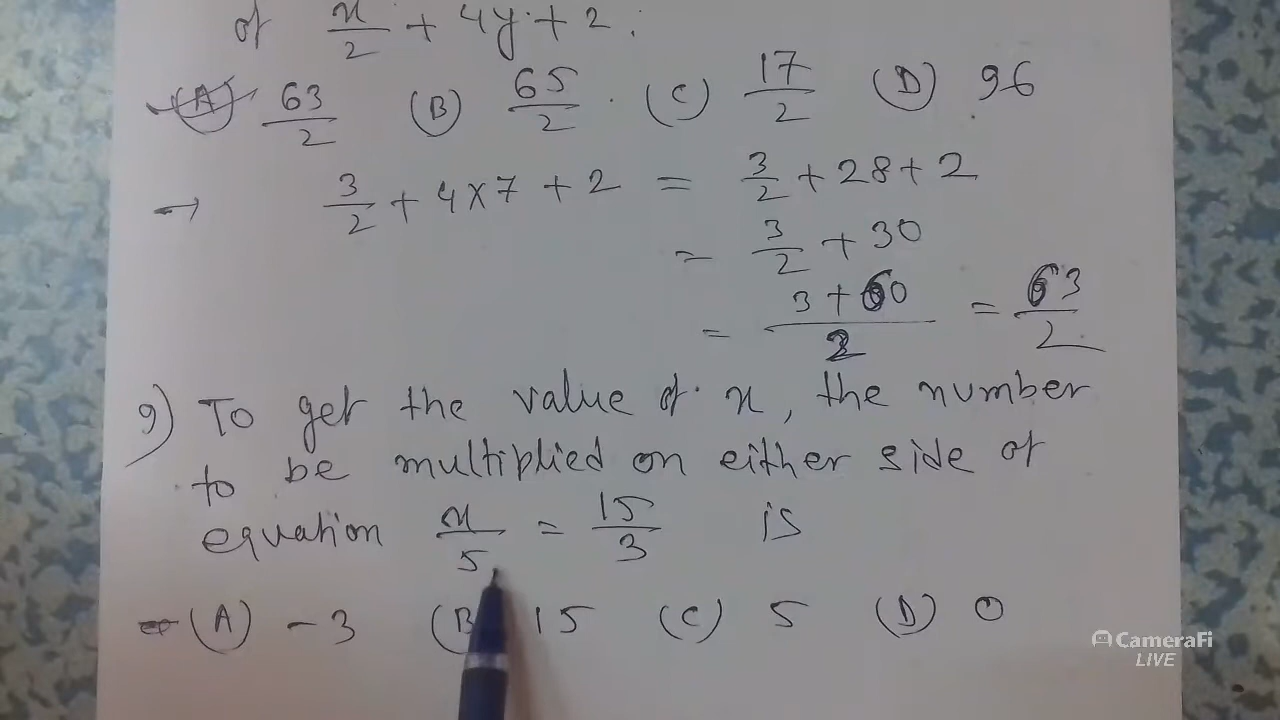 of x/2 + 4y + 2 :
(A) 63/2 (B) 65/2 . (C) 17/2 (D) 96
→ 3/2 + 4×7 + 2 = 3/2 + 28 + 2
= 3/2 + 30
= 3 + 60/2 = 63/2
9) To get the value of x, the number
to be multiplied on either side of
equation x/5 = 15/3 is
(A) -3 (B) 15 (C) 5 (D) 0
CameraFi
LIVE